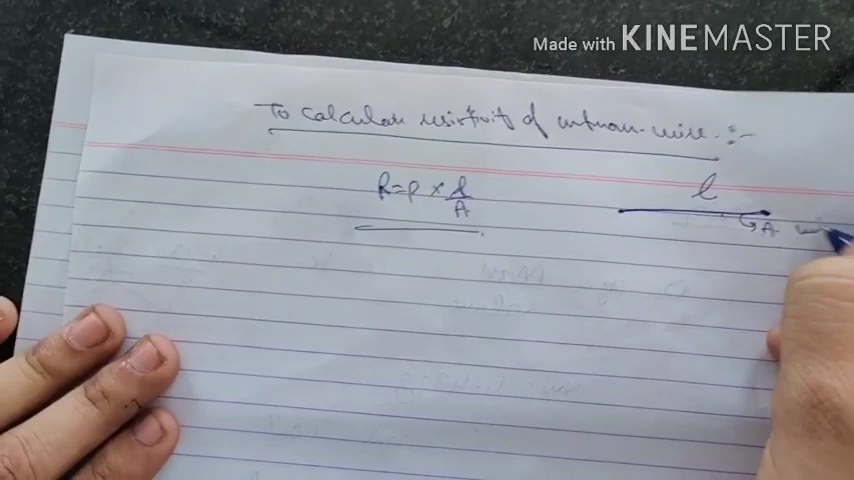 Made with KINEMASTER
To calculate resistivity of unknown wire :-
R = ρ × l/A
l
A